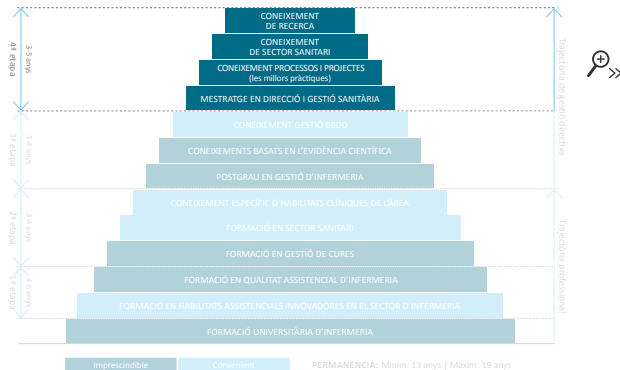 CONEIXEMENT
DE RECERCA
CONEIXEMENT
DE SECTOR SANITARI
CONEIXEMENT PROCESSOS I PROJECTES
(les millors pràctiques)
MESTRATGE EN DIRECCIÓ I GESTIÓ SANITÀRIA
4ª etapa
3-5 anys
CONEIXEMENT GESTIÓ BBDD
CONEIXEMENTS BASATS EN L'EVIDÈNCIA CIENTÍFICA
POSTGRAU EN GESTIÓ D'INFERMERIA
3ª etapa
3-4 anys
Trajectòria de gestió directiva
CONEIXEMENT ESPECÍFIC D'HABILITATS CLÍNIQUES DE L'ÀREA
FORMACIÓ EN SECTOR SANITARI
FORMACIÓ EN GESTIÓ DE CURES
2ª etapa
3-4 anys
FORMACIÓ EN QUALITAT ASSISTENCIAL D'INFERMERIA
FORMACIÓ EN HABILITATS ASSISTENCIALS INNOVADORES EN EL SECTOR D'INFERMERIA
1ª etapa
4-6 anys
FORMACIÓ UNIVERSITÀRIA D'INFERMERIA
Trajectòria professional
Imprescindible
Convenient
PERMANÈNCIA: Mínim: 13 anys | Màxim: 19 anys